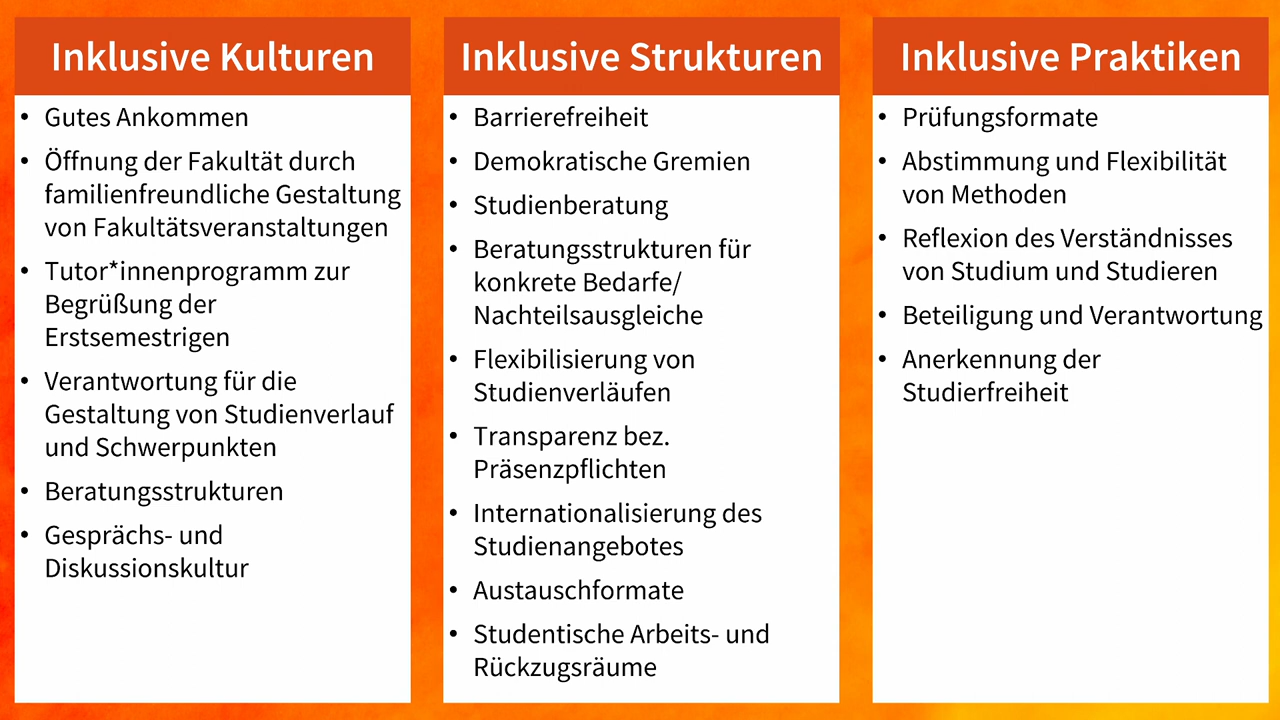 Inklusive Kulturen
• Gutes Ankommen
• Öffnung der Fakultät durch
familienfreundliche Gestaltung
von Fakultätsveranstaltungen
• Tutor*innenprogramm zur
Begrüßung der
Erstsemestrigen
• Verantwortung für die
Gestaltung von Studienverlauf
und Schwerpunkten
• Beratungsstrukturen
• Gesprächs- und
Diskussionskultur
Inklusive Strukturen
• Barrierefreiheit
• Demokratische Gremien
• Studienberatung
• Beratungsstrukturen für
konkrete Bedarfe/
Nachteilsausgleiche
• Flexibilisierung von
Studienverläufen
• Transparenz bez.
Präsenzpflichten
• Internationalisierung des
Studienangebotes
• Austauschformate
• Studentische Arbeits- und
Rückzugsräume
Inklusive Praktiken
• Prüfungsformate
• Abstimmung und Flexibilität
von Methoden
• Reflexion des Verständnisses
von Studium und Studieren
• Beteiligung und Verantwortung
• Anerkennung der
Studierfreiheit